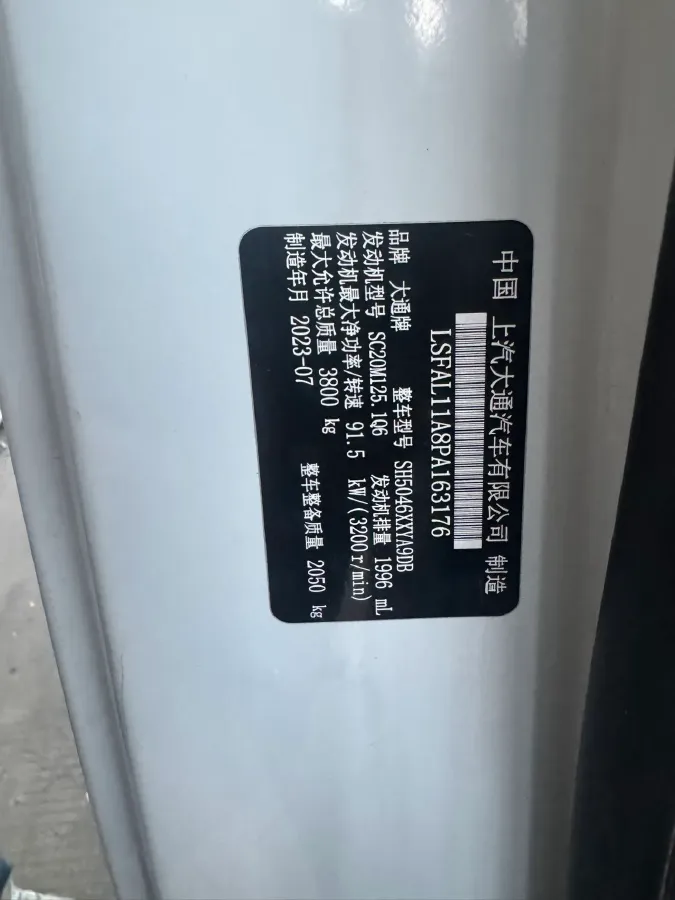 中国 上汽大通汽车有限公司 制造
LSFAL11A8PA163176
品牌 大通牌 整车型号 SH5046XXYA9DB
发动机型号 SC20M125.1Q6 发动机排量 1996 mL
发动机最大净功率/转速 91.5 kW/(3200r/min)
最大允许总质量 3800 kg
制造年月 2023-07 整车整备质量 2050 kg